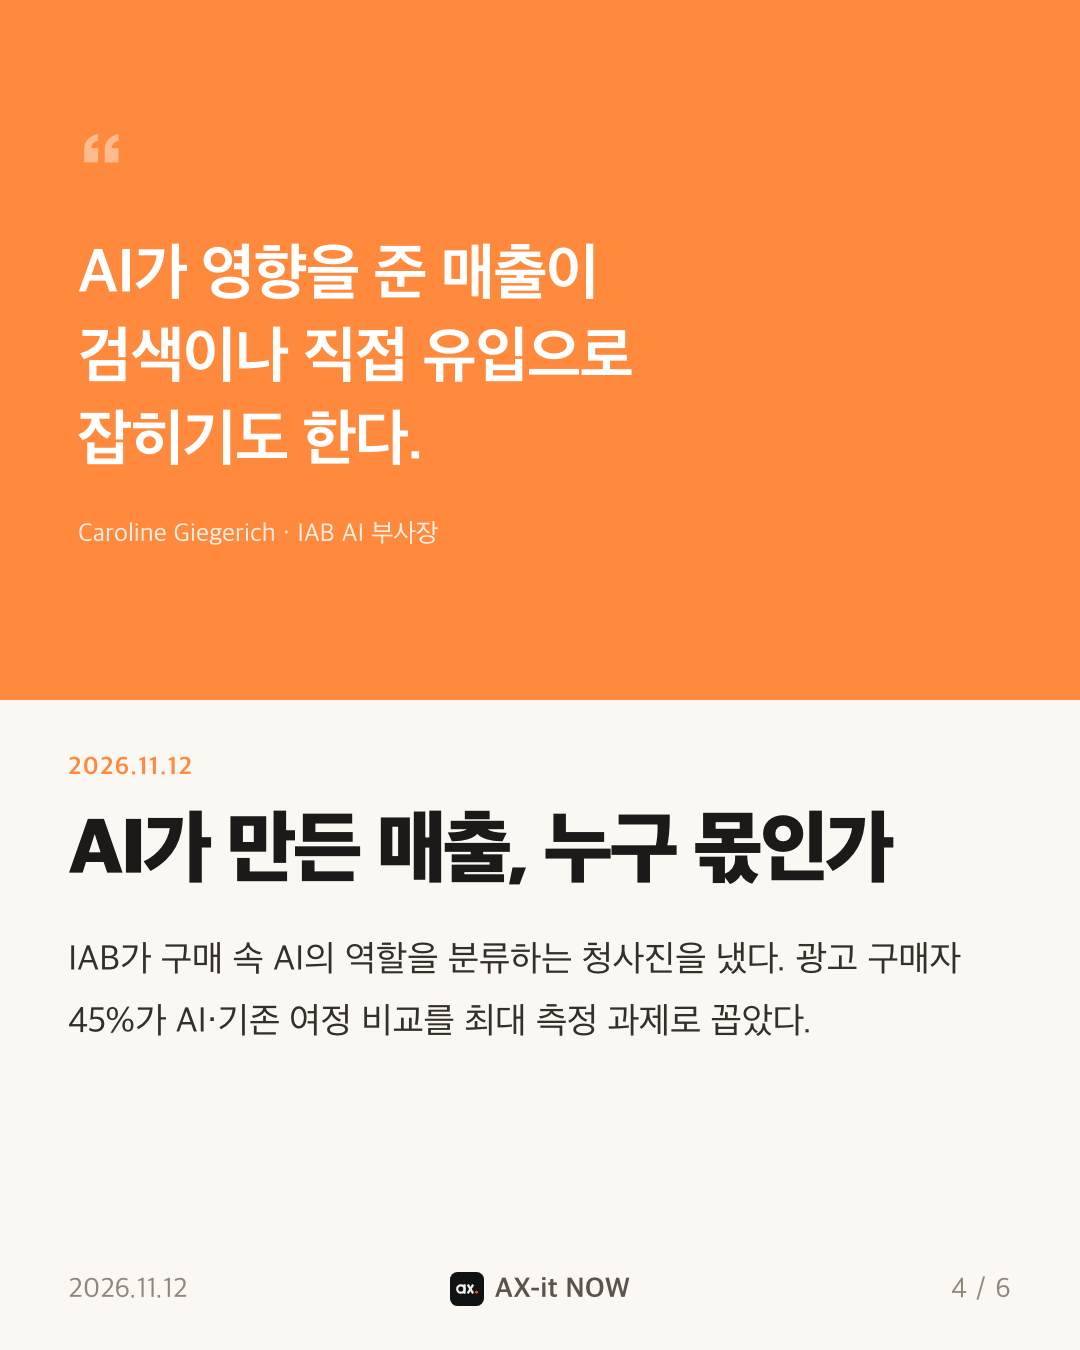 “
AI가 영향을 준 매출이
검색이나 직접 유입으로
잡히기도 한다.
Caroline Giegerich · IAB AI 부사장
2026.11.12
AI가 만든 매출, 누구 몫인가
IAB가 구매 속 AI의 역할을 분류하는 청사진을 냈다. 광고 구매자
45%가 AI·기존 여정 비교를 최대 측정 과제로 꼽았다.
2026.11.12
ax. AX-it NOW
4 / 6